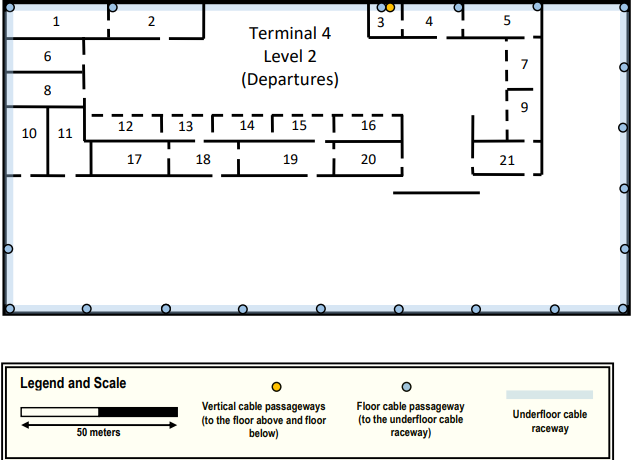 1 2 Terminal 4 3 4 5
Level 2
(Departures)
6 7
8 9
10 11 12 13 14 15 16
17 18 19 20 21
Legend and Scale
50 meters
Vertical cable passageways
(to the floor above and floor
below)
Floor cable passageway
(to the underfloor cable
raceway)
Underfloor cable
raceway